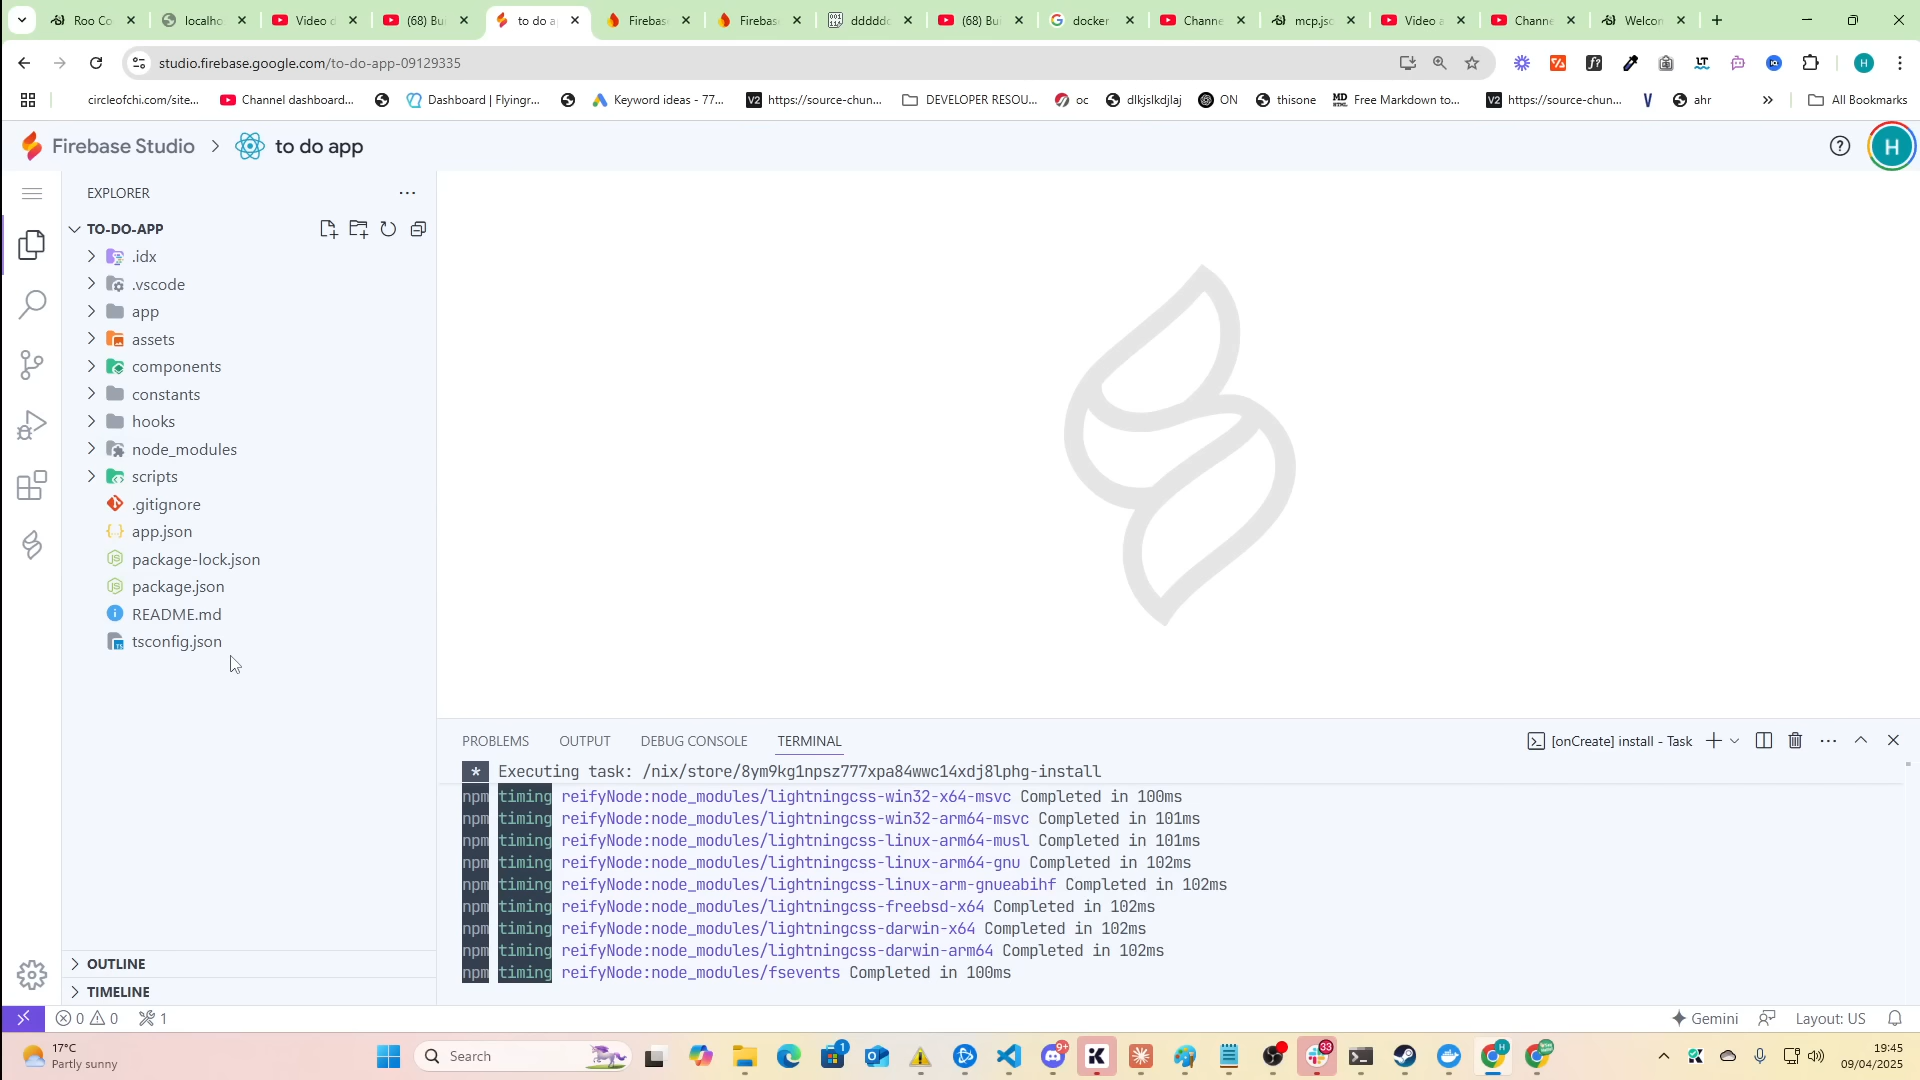 Roo Co
localho
Video d
(68) Bu
to do a
Firebase
Firebase
dddddc
(68) Bui
docker
Channe
mcp.js
Video a
Channe
Welcom
studio.firebase.google.com/to-do-app-09129335
circleofchi.com/site...
Channel dashboard...
Dashboard | Flyingr...
Keyword ideas - 77...
https://source-chun...
DEVELOPER RESOU...
oc
dlkjslkdjlaj
ON
thisone
Free Markdown to...
https://source-chun...
ahr
All Bookmarks
Firebase Studio
to do app
H
EXPLORER
TO-DO-APP
.idx
.vscode
app
assets
components
constants
hooks
node_modules
scripts
.gitignore
app.json
package-lock.json
package.json
README.md
tsconfig.json
OUTLINE
TIMELINE
PROBLEMS OUTPUT DEBUG CONSOLE TERMINAL
[onCreate] install - Task
* Executing task: /nix/store/8ym9kg1npsz777xpa84wwc14xdj8lphg-install
npm timing reifyNode:node_modules/lightningcss-win32-x64-msvc Completed in 100ms
npm timing reifyNode:node_modules/lightningcss-win32-arm64-msvc Completed in 101ms
npm timing reifyNode:node_modules/lightningcss-linux-arm64-musl Completed in 101ms
npm timing reifyNode:node_modules/lightningcss-linux-arm64-gnu Completed in 102ms
npm timing reifyNode:node_modules/lightningcss-linux-arm-gnueabihf Completed in 102ms
npm timing reifyNode:node_modules/lightningcss-freebsd-x64 Completed in 102ms
npm timing reifyNode:node_modules/lightningcss-darwin-x64 Completed in 102ms
npm timing reifyNode:node_modules/lightningcss-darwin-arm64 Completed in 102ms
npm timing reifyNode:node_modules/fsevents Completed in 100ms
0 0 1
Gemini
Layout: US
17°C
Partly sunny
Search
19:45
09/04/2025